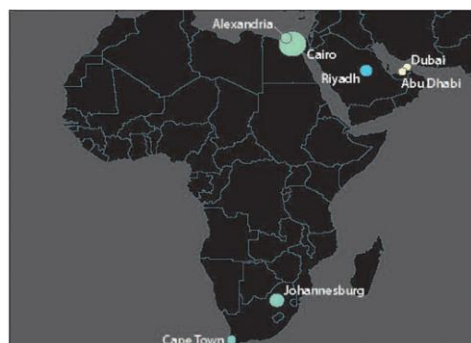 Alexandria
Cairo
Dubai
Riyadh
Abu Dhabi
Johannesburg
Cape Town